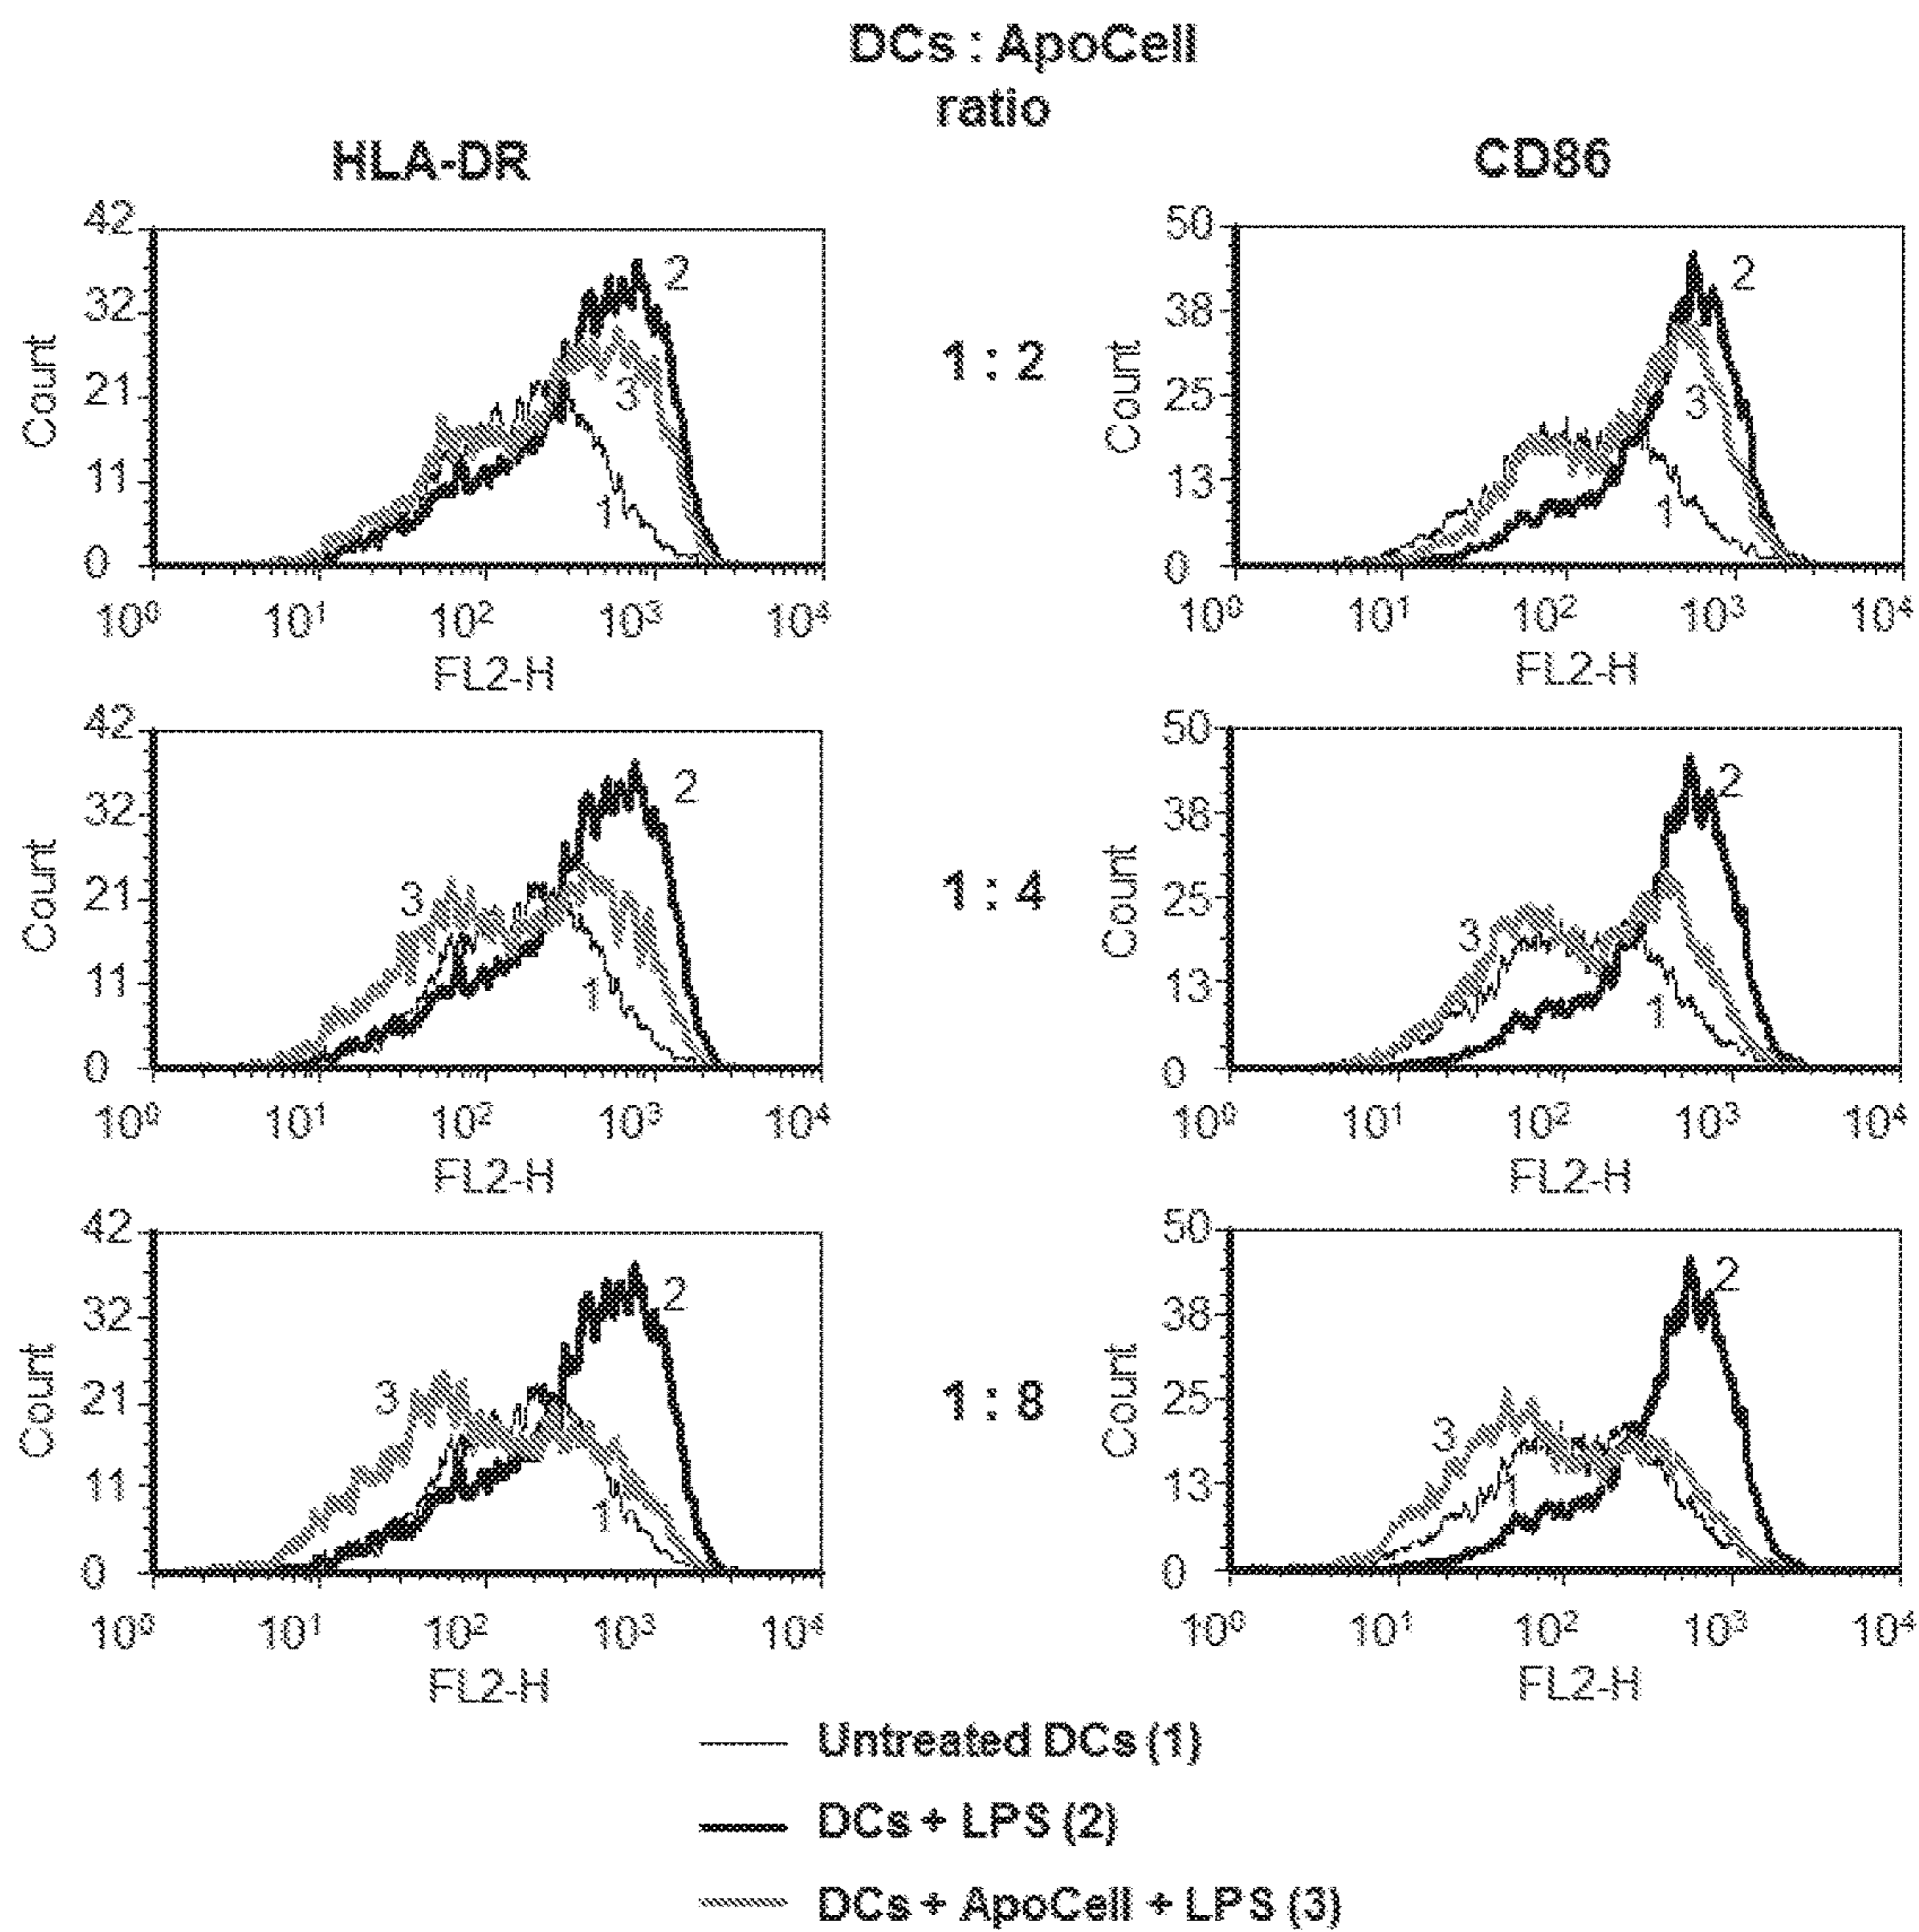 DCs : ApoCell
ratio
HLA-DR
CD86
42
32
21
11
0
Count
2
3
1
10⁰ 10¹ 10² 10³ 10⁴
FL2-H
1 : 2
50
38
25
13
0
Count
2
3
1
10⁰ 10¹ 10² 10³ 10⁴
FL2-H
42
32
21
11
0
Count
2
3
1
10⁰ 10¹ 10² 10³ 10⁴
FL2-H
1 : 4
50
38
25
13
0
Count
2
3
1
10⁰ 10¹ 10² 10³ 10⁴
FL2-H
42
32
21
11
0
Count
2
3
1
10⁰ 10¹ 10² 10³ 10⁴
FL2-H
1 : 8
50
38
25
13
0
Count
2
3
1
10⁰ 10¹ 10² 10³ 10⁴
FL2-H
Untreated DCs (1)
DCs + LPS (2)
DCs + ApoCell + LPS (3)